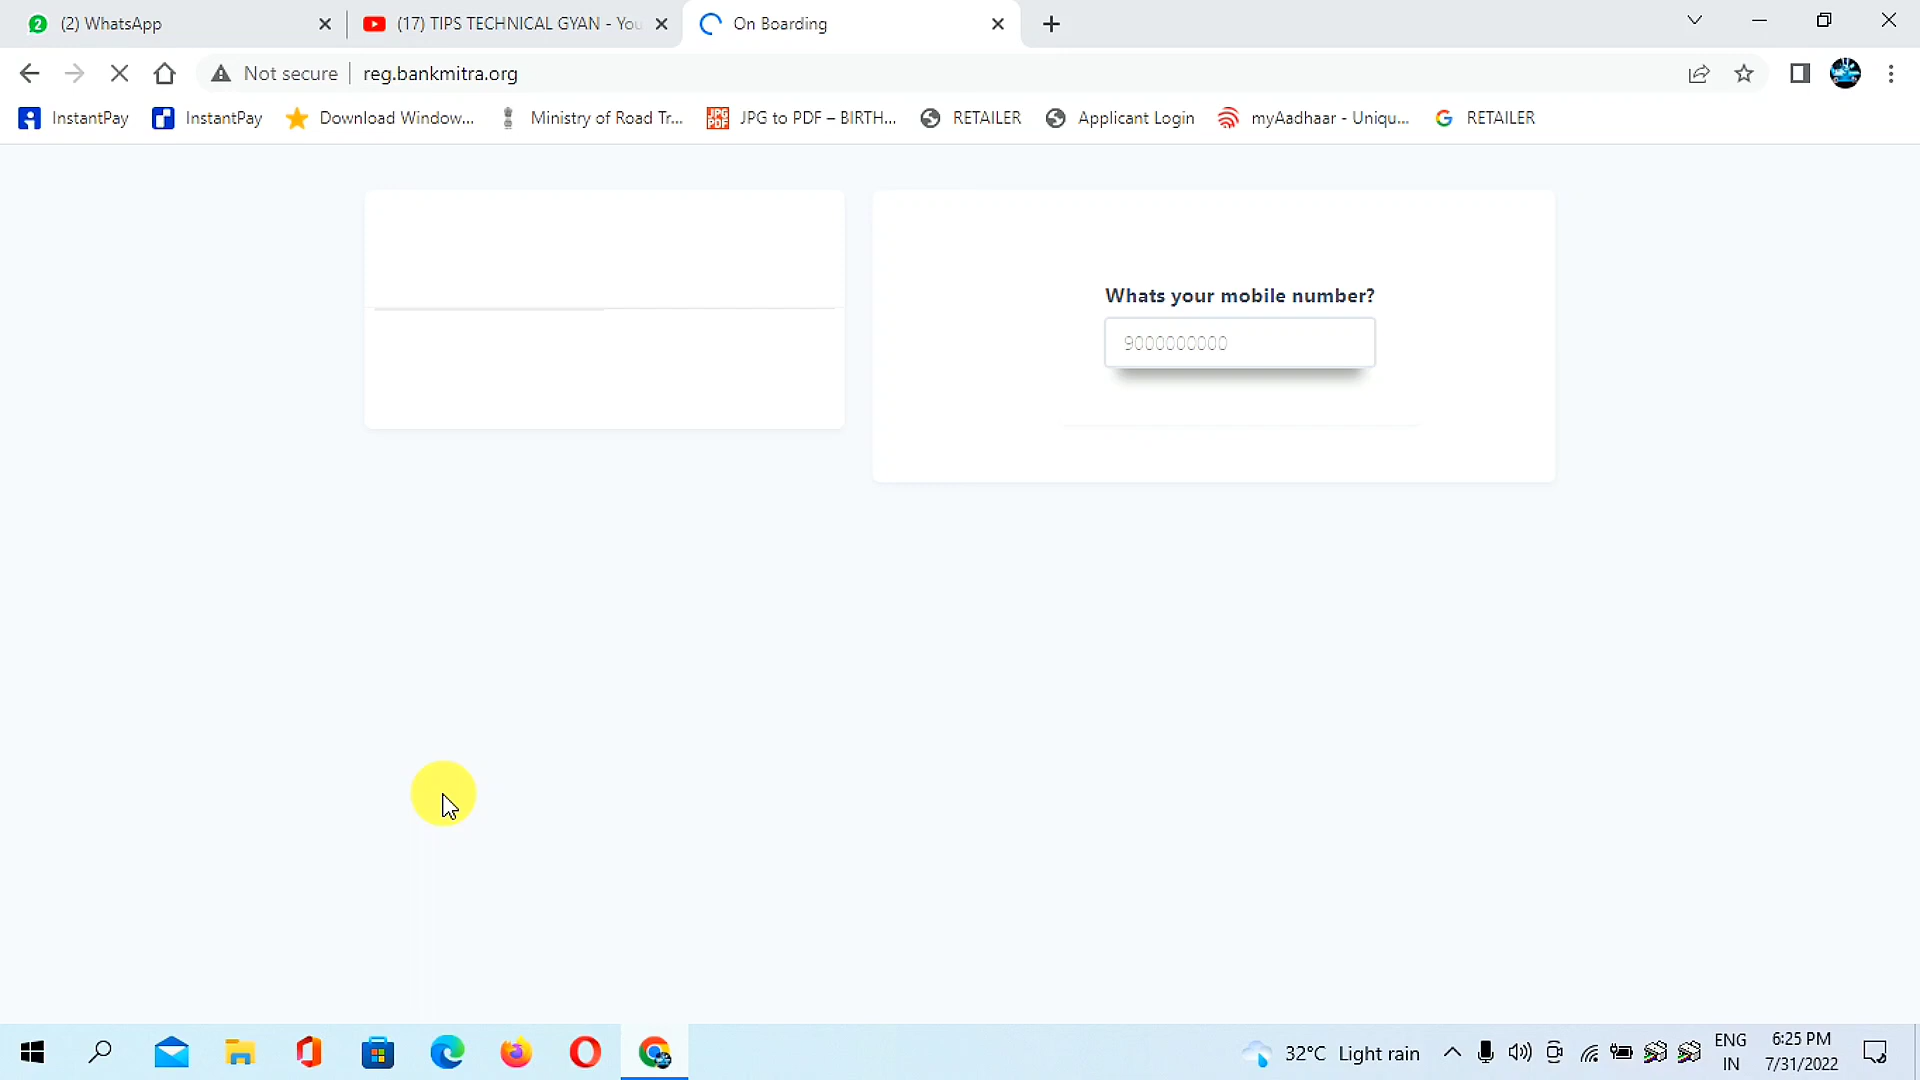 (2) WhatsApp
(17) TIPS TECHNICAL GYAN - You
On Boarding
Not secure
reg.bankmitra.org
InstantPay
InstantPay
Download Window...
Ministry of Road Tr...
JPG to PDF – BIRTH...
RETAILER
Applicant Login
myAadhaar - Uniqu...
RETAILER
Whats your mobile number?
9000000000
32°C Light rain
ENG
IN
6:25 PM
7/31/2022